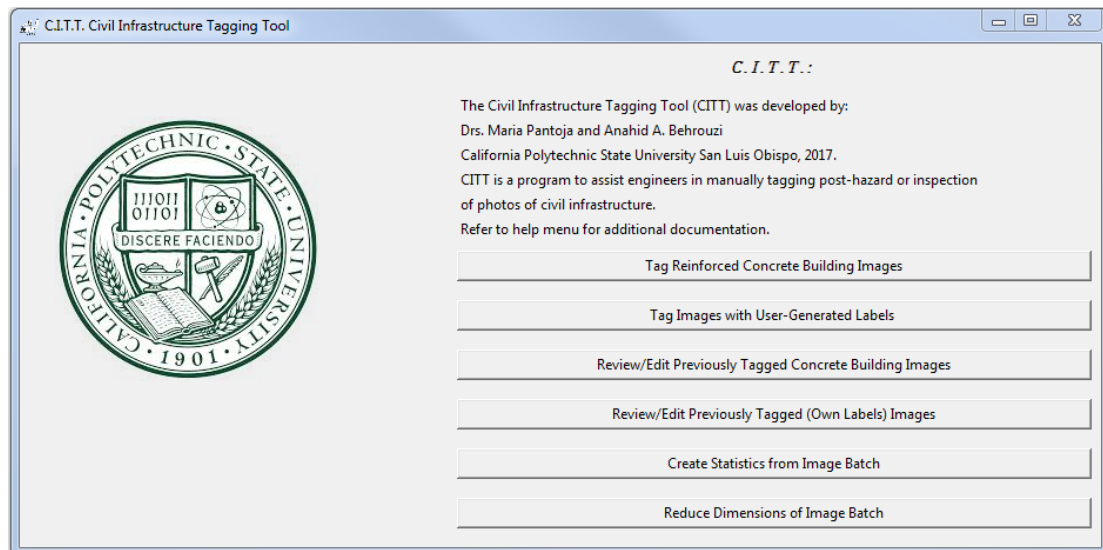 C.I.T.T. Civil Infrastructure Tagging Tool
C.I.T.T.:
The Civil Infrastructure Tagging Tool (CITT) was developed by:
Drs. Maria Pantoja and Anahid A. Behrouzi
California Polytechnic State University San Luis Obispo, 2017.
CITT is a program to assist engineers in manually tagging post-hazard or inspection
of photos of civil infrastructure.
Refer to help menu for additional documentation.
CALIFORNIA · POLYTECHNIC · STATE · UNIVERSITY · 1901 ·
111011
01101
DISCERE FACIENDO
Tag Reinforced Concrete Building Images
Tag Images with User-Generated Labels
Review/Edit Previously Tagged Concrete Building Images
Review/Edit Previously Tagged (Own Labels) Images
Create Statistics from Image Batch
Reduce Dimensions of Image Batch